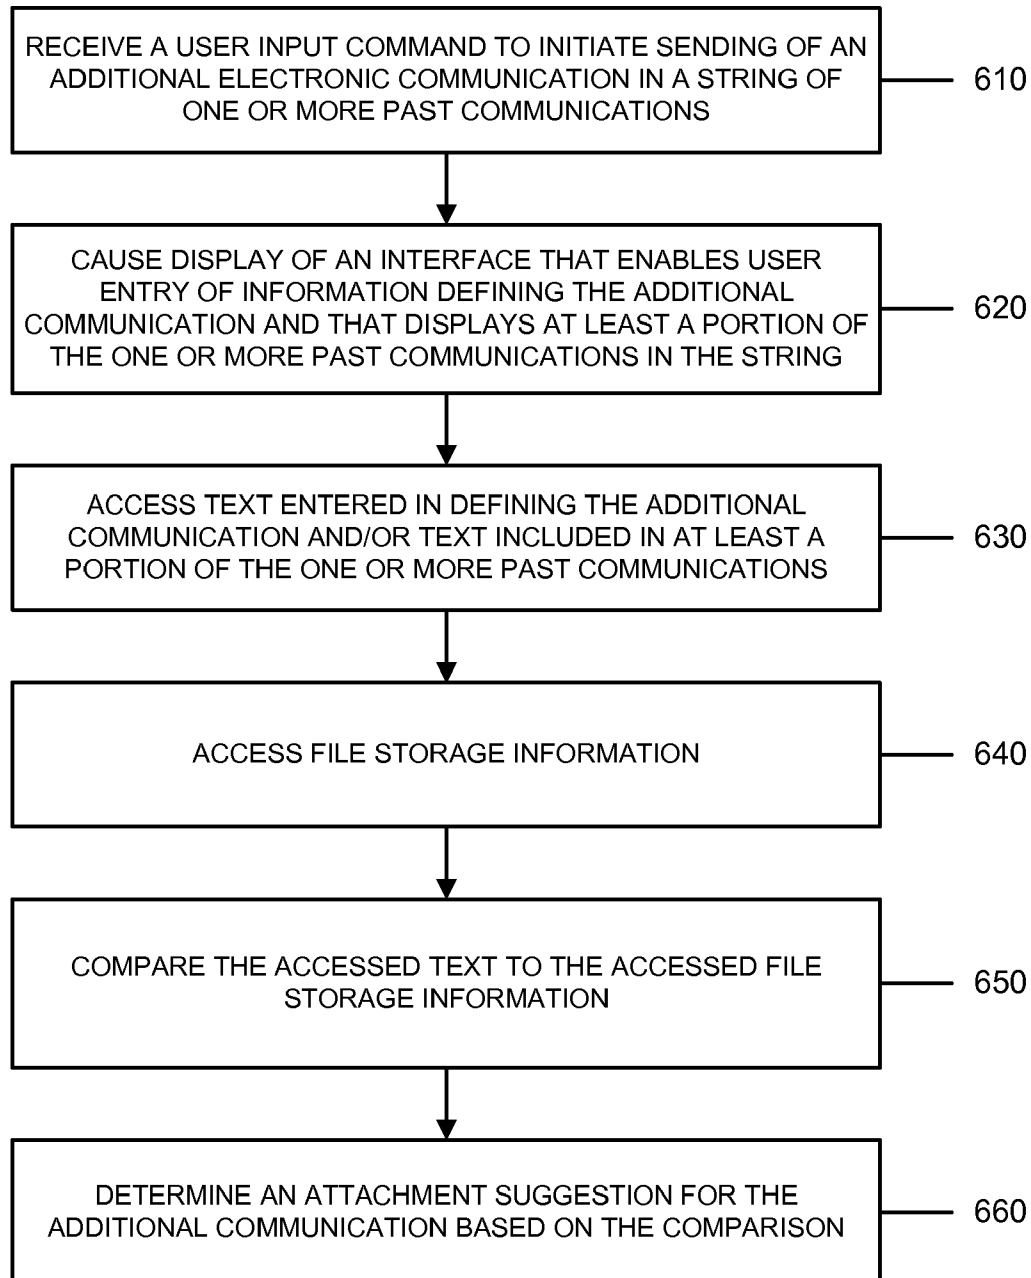 RECEIVE A USER INPUT COMMAND TO INITIATE SENDING OF AN
ADDITIONAL ELECTRONIC COMMUNICATION IN A STRING OF
ONE OR MORE PAST COMMUNICATIONS
610
CAUSE DISPLAY OF AN INTERFACE THAT ENABLES USER
ENTRY OF INFORMATION DEFINING THE ADDITIONAL
COMMUNICATION AND THAT DISPLAYS AT LEAST A PORTION OF
THE ONE OR MORE PAST COMMUNICATIONS IN THE STRING
620
ACCESS TEXT ENTERED IN DEFINING THE ADDITIONAL
COMMUNICATION AND/OR TEXT INCLUDED IN AT LEAST A
PORTION OF THE ONE OR MORE PAST COMMUNICATIONS
630
ACCESS FILE STORAGE INFORMATION
640
COMPARE THE ACCESSED TEXT TO THE ACCESSED FILE
STORAGE INFORMATION
650
DETERMINE AN ATTACHMENT SUGGESTION FOR THE
ADDITIONAL COMMUNICATION BASED ON THE COMPARISON
660